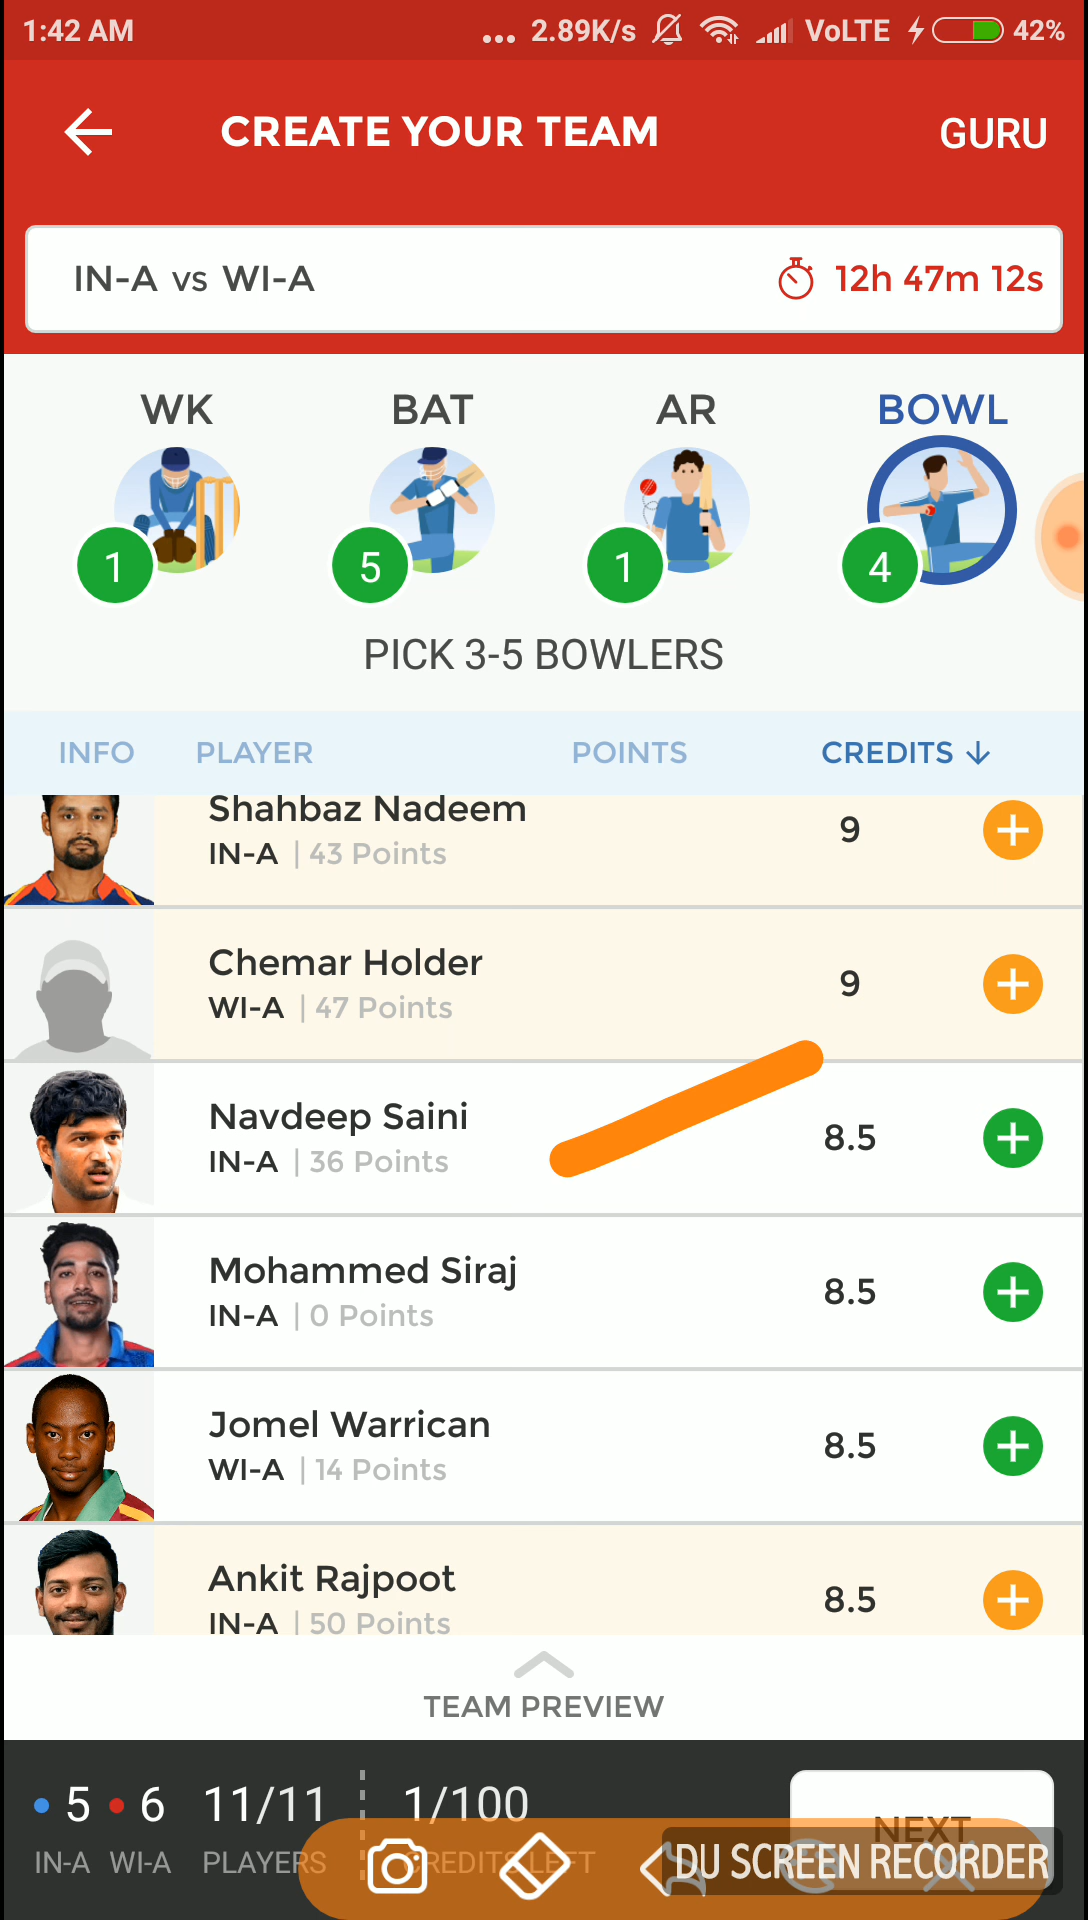 1:42 AM ... 2.89K/s VoLTE 42%
CREATE YOUR TEAM GURU
IN-A vs WI-A 12h 47m 12s
WK BAT AR BOWL
1 5 1 4
PICK 3-5 BOWLERS
INFO PLAYER POINTS CREDITS
Shahbaz Nadeem
IN-A | 43 Points 9
Chemar Holder
WI-A | 47 Points 9
Navdeep Saini
IN-A | 36 Points 8.5
Mohammed Siraj
IN-A | 0 Points 8.5
Jomel Warrican
WI-A | 14 Points 8.5
Ankit Rajpoot
IN-A | 50 Points 8.5
TEAM PREVIEW
5 6 11/11 1/100
NEXT
IN-A WI-A PLAYERS CREDITS LEFT
DU SCREEN RECORDER